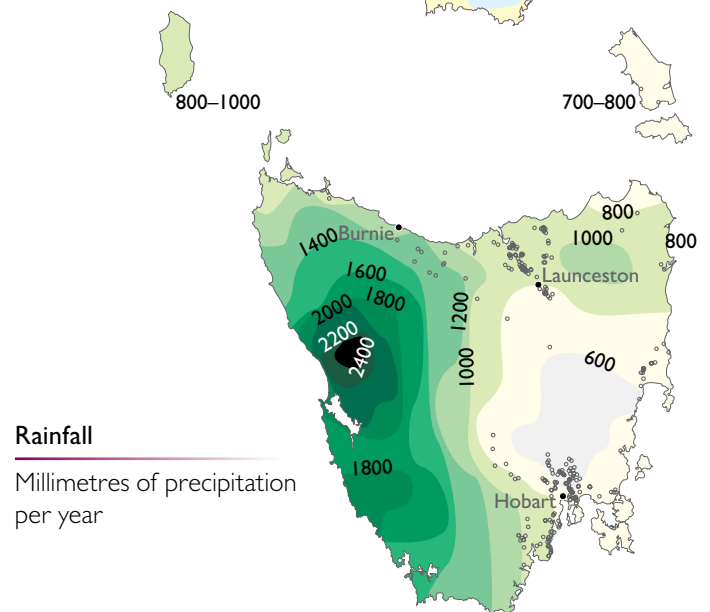 800–1000
700–800
800
1000
800
1400
Burnie
1600
Launceston
2000
1800
1200
2200
2400
1000
600
Rainfall
Millimetres of precipitation
per year
1800
Hobart